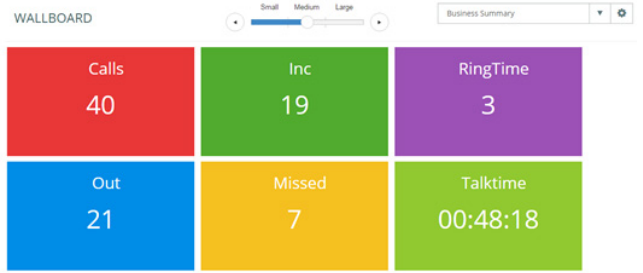 WALLBOARD
Small Medium Large
Business Summary
Calls
40
Inc
19
RingTime
3
Out
21
Missed
7
Talktime
00:48:18